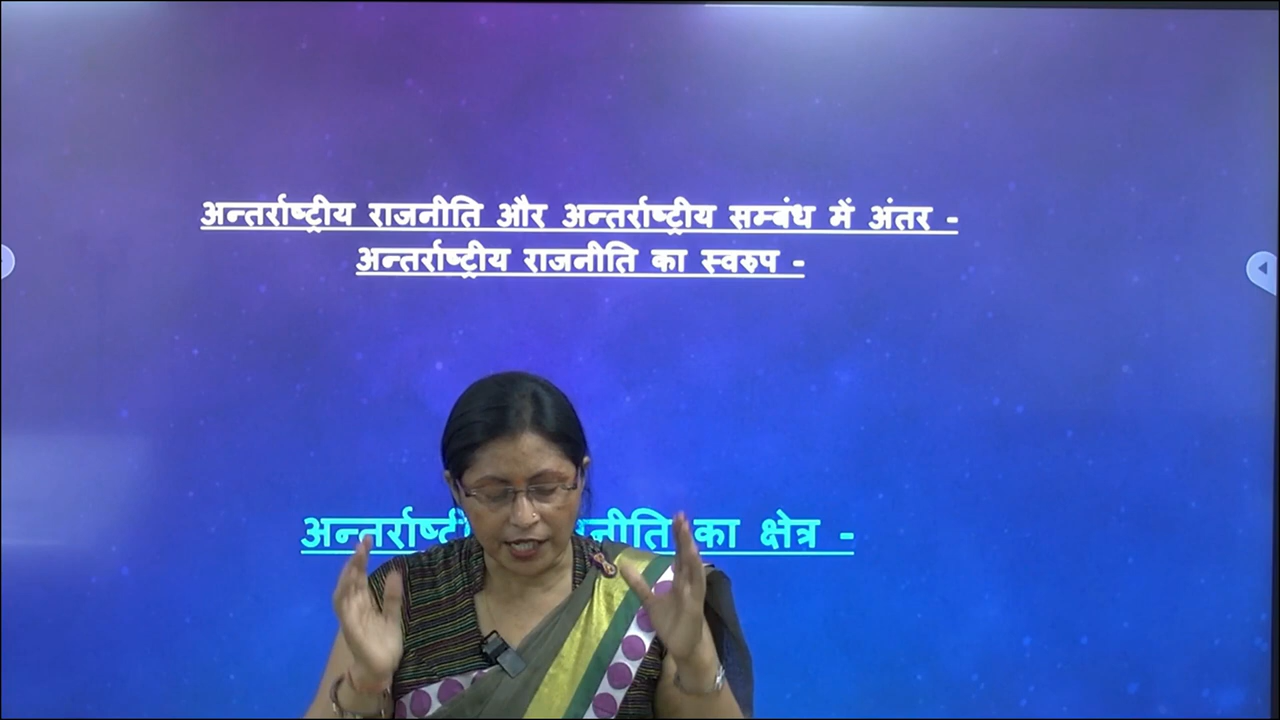 अन्तर्राष्ट्रीय राजनीति और अन्तर्राष्ट्रीय सम्बंध में अंतर -
अन्तर्राष्ट्रीय राजनीति का स्वरुप -
का क्षेत्र -